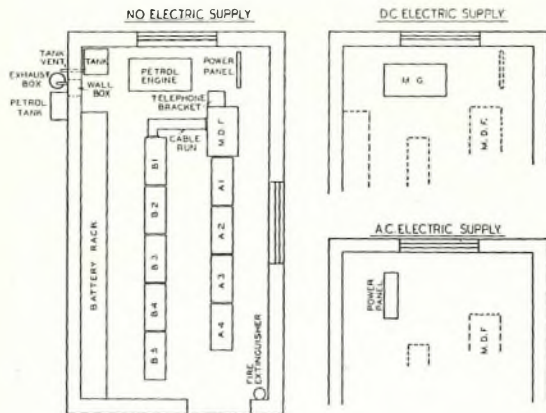 NO ELECTRIC SUPPLY
TANK
VENT
EXHAUST
BOX
PETROL
TANK
TANK
WALL
BOX
PETROL
ENGINE
POWER
PANEL
TELEPHONE
BRACKET
M.D.F.
CABLE
RUN
BATTERY RACK
B1
B2
B3
B4
B5
A1
A2
A3
A4
FIRE
EXTINGUISHER
DC ELECTRIC SUPPLY
M.G.
M.D.F.
A.C. ELECTRIC SUPPLY
POWER
PANEL
M.D.F.